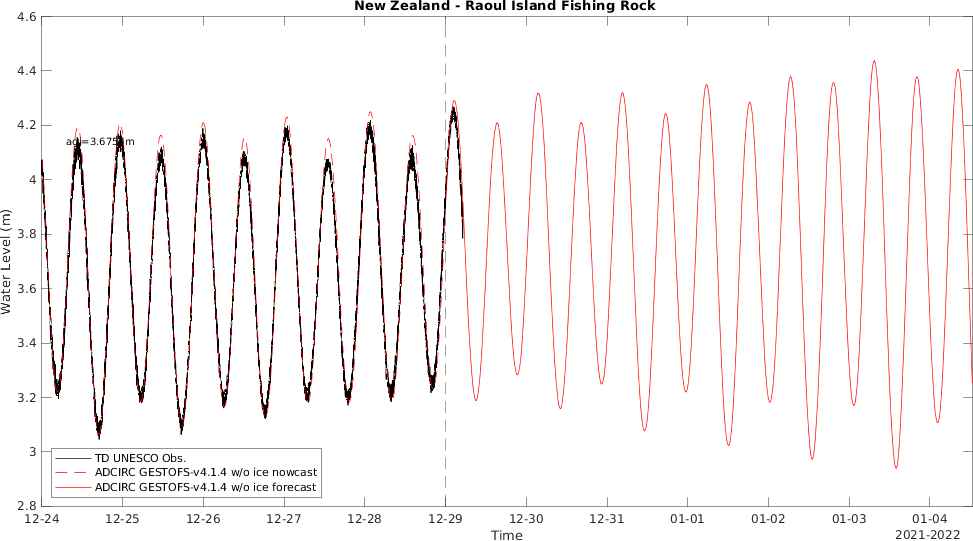 New Zealand - Raoul Island Fishing Rock
4.6
4.4
4.2
4
3.8
3.6
3.4
3.2
3
2.8
Water Level (m)
TD UNESCO Obs.
ADCIRC GESTOFS-v4.1.4 w/o ice nowcast
ADCIRC GESTOFS-v4.1.4 w/o ice forecast
12-24 12-25 12-26 12-27 12-28 12-29 12-30 12-31 01-01 01-02 01-03 01-04
Time
2021-2022